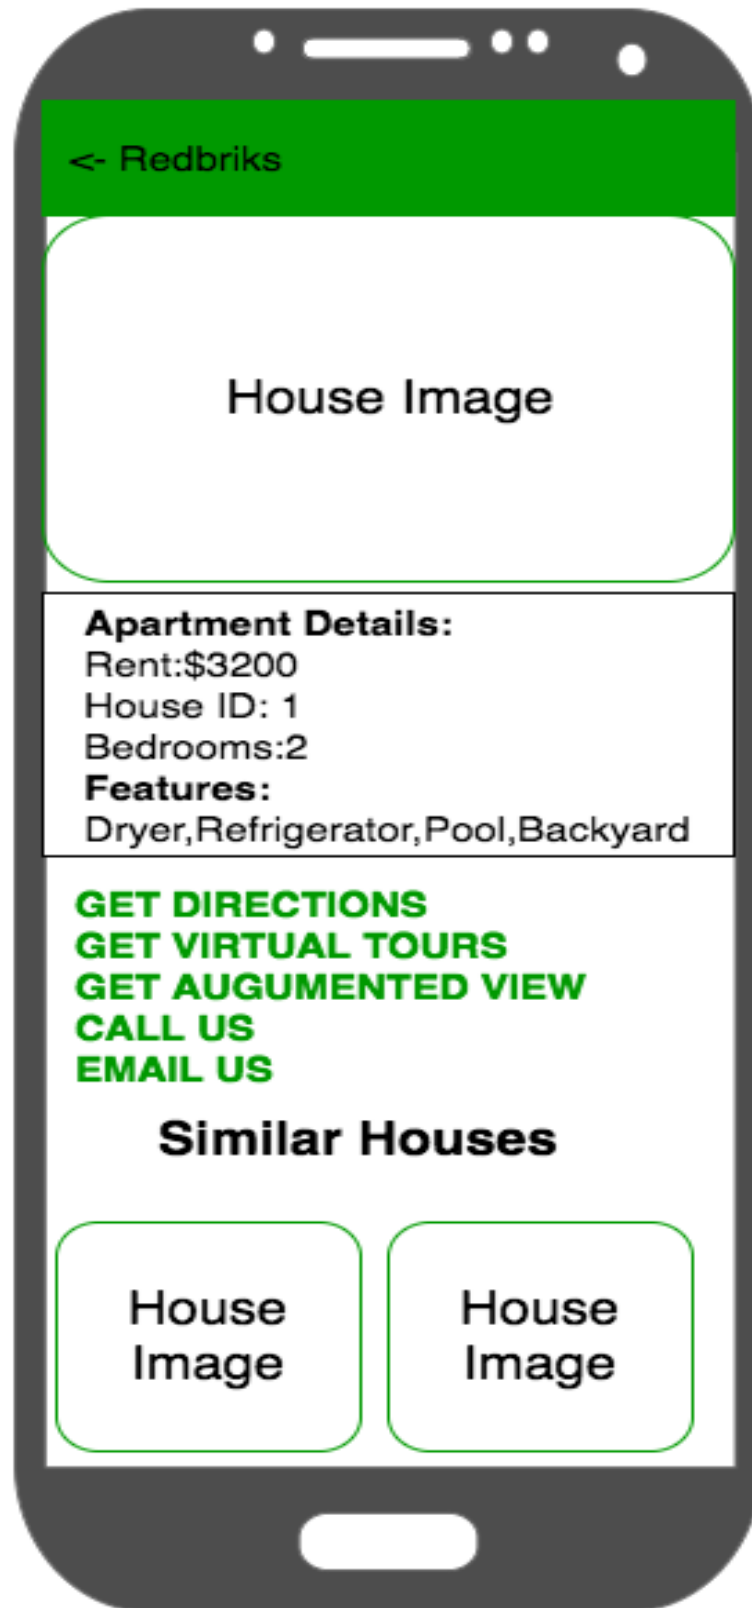 <- Redbriks
House Image
Apartment Details:
Rent:$3200
House ID: 1
Bedrooms:2
Features:
Dryer,Refrigerator,Pool,Backyard
GET DIRECTIONS
GET VIRTUAL TOURS
GET AUGUMENTED VIEW
CALL US
EMAIL US
Similar Houses
House
Image
House
Image